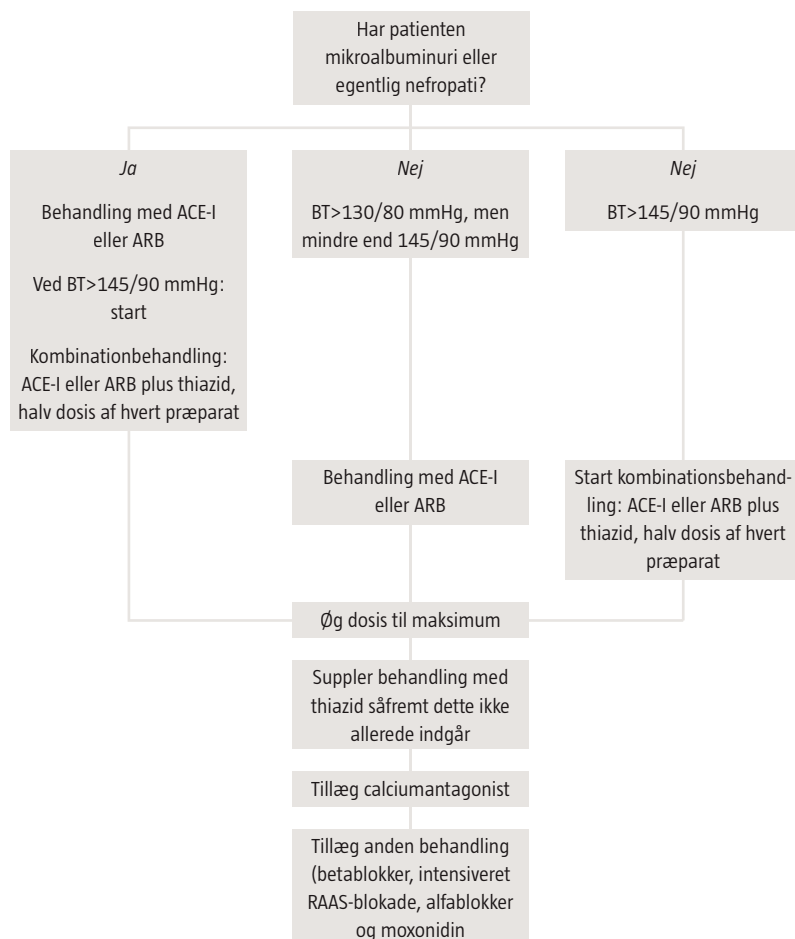 Har patienten
mikroalbuminuri eller
egentlig nefropati?
Ja
Behandling med ACE-I
eller ARB
Ved BT>145/90 mmHg:
start
Kombinationbehandling:
ACE-I eller ARB plus thiazid,
halv dosis af hvert præparat
Nej
BT>130/80 mmHg, men
mindre end 145/90 mmHg
Nej
BT>145/90 mmHg
Behandling med ACE-I
eller ARB
Start kombinationsbehand-
ling: ACE-I eller ARB plus
thiazid, halv dosis af hvert
præparat
Øg dosis til maksimum
Suppler behandling med
thiazid såfremt dette ikke
allerede indgår
Tillæg calciumantagonist
Tillæg anden behandling
(betablokker, intensiveret
RAAS-blokade, alfablokker
og moxonidin